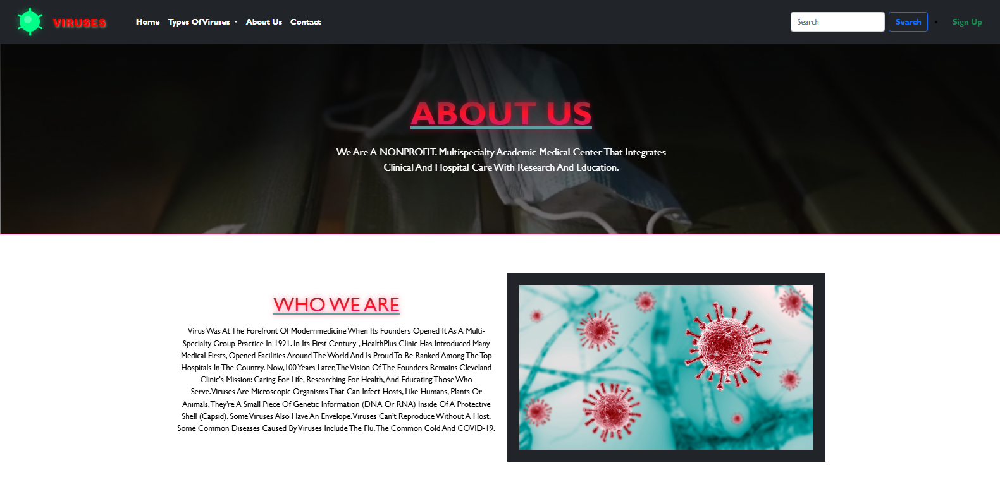 VIRUSES
Home Types Of Viruses About Us Contact
Search Search Sign Up
ABOUT US
We Are A NONPROFIT. Multispecialty Academic Medical Center That Integrates
Clinical And Hospital Care With Research And Education.
WHO WE ARE
Virus Was At The Forefront Of Modernmedicine When Its Founders Opened It As A Multi-
Specialty Group Practice In 1921. In Its First Century , HealthPlus Clinic Has Introduced Many
Medical Firsts, Opened Facilities Around The World And Is Proud To Be Ranked Among The Top
Hospitals In The Country. Now,100 Years Later,The Vision Of The Founders Remains Cleveland
Clinic's Mission: Caring For Life, Researching For Health,And Educating Those Who
Serve.Viruses Are Microscopic Organisms That Can Infect Hosts, Like Humans, Plants Or
Animals.They're A Small Piece Of Genetic Information (DNA Or RNA) Inside Of A Protective
Shell (Capsid). Some Viruses Also Have An Envelope.Viruses Can't Reproduce Without A Host.
Some Common Diseases Caused By Viruses Include The Flu,The Common Cold And COVID-19.